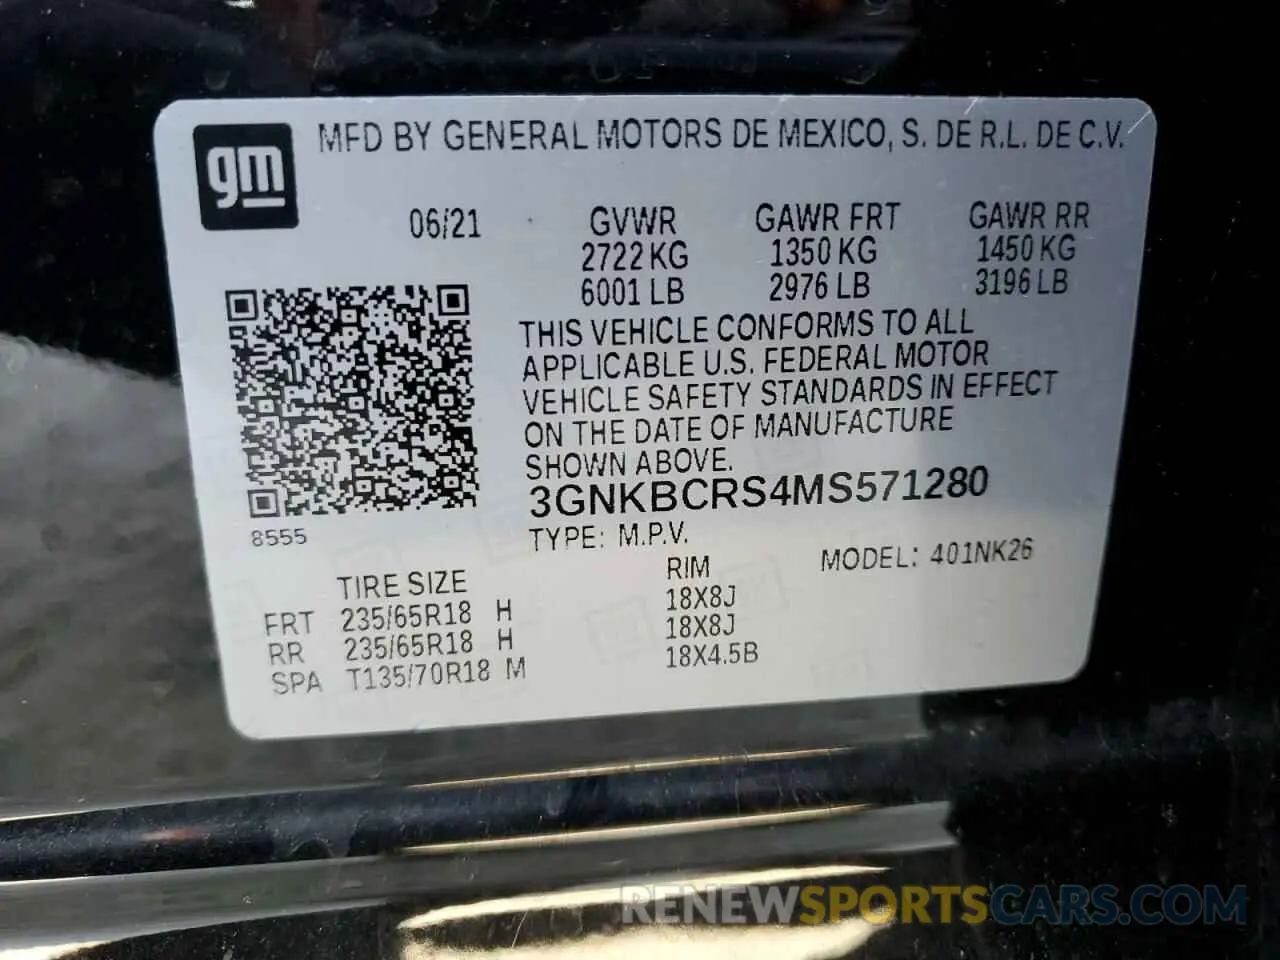 gm
MFD BY GENERAL MOTORS DE MEXICO, S. DE R.L. DE C.V.
06/21 GVWR GAWR FRT GAWR RR
2722 KG 1350 KG 1450 KG
6001 LB 2976 LB 3196 LB
THIS VEHICLE CONFORMS TO ALL
APPLICABLE U.S. FEDERAL MOTOR
VEHICLE SAFETY STANDARDS IN EFFECT
ON THE DATE OF MANUFACTURE
SHOWN ABOVE.
3GNKBCRS4MS571280
8555
TYPE: M.P.V.
MODEL: 401NK26
TIRE SIZE RIM
FRT 235/65R18 H 18X8J
RR 235/65R18 H 18X8J
SPA T135/70R18 M 18X4.5B
RENEWSPORTSCARS.COM